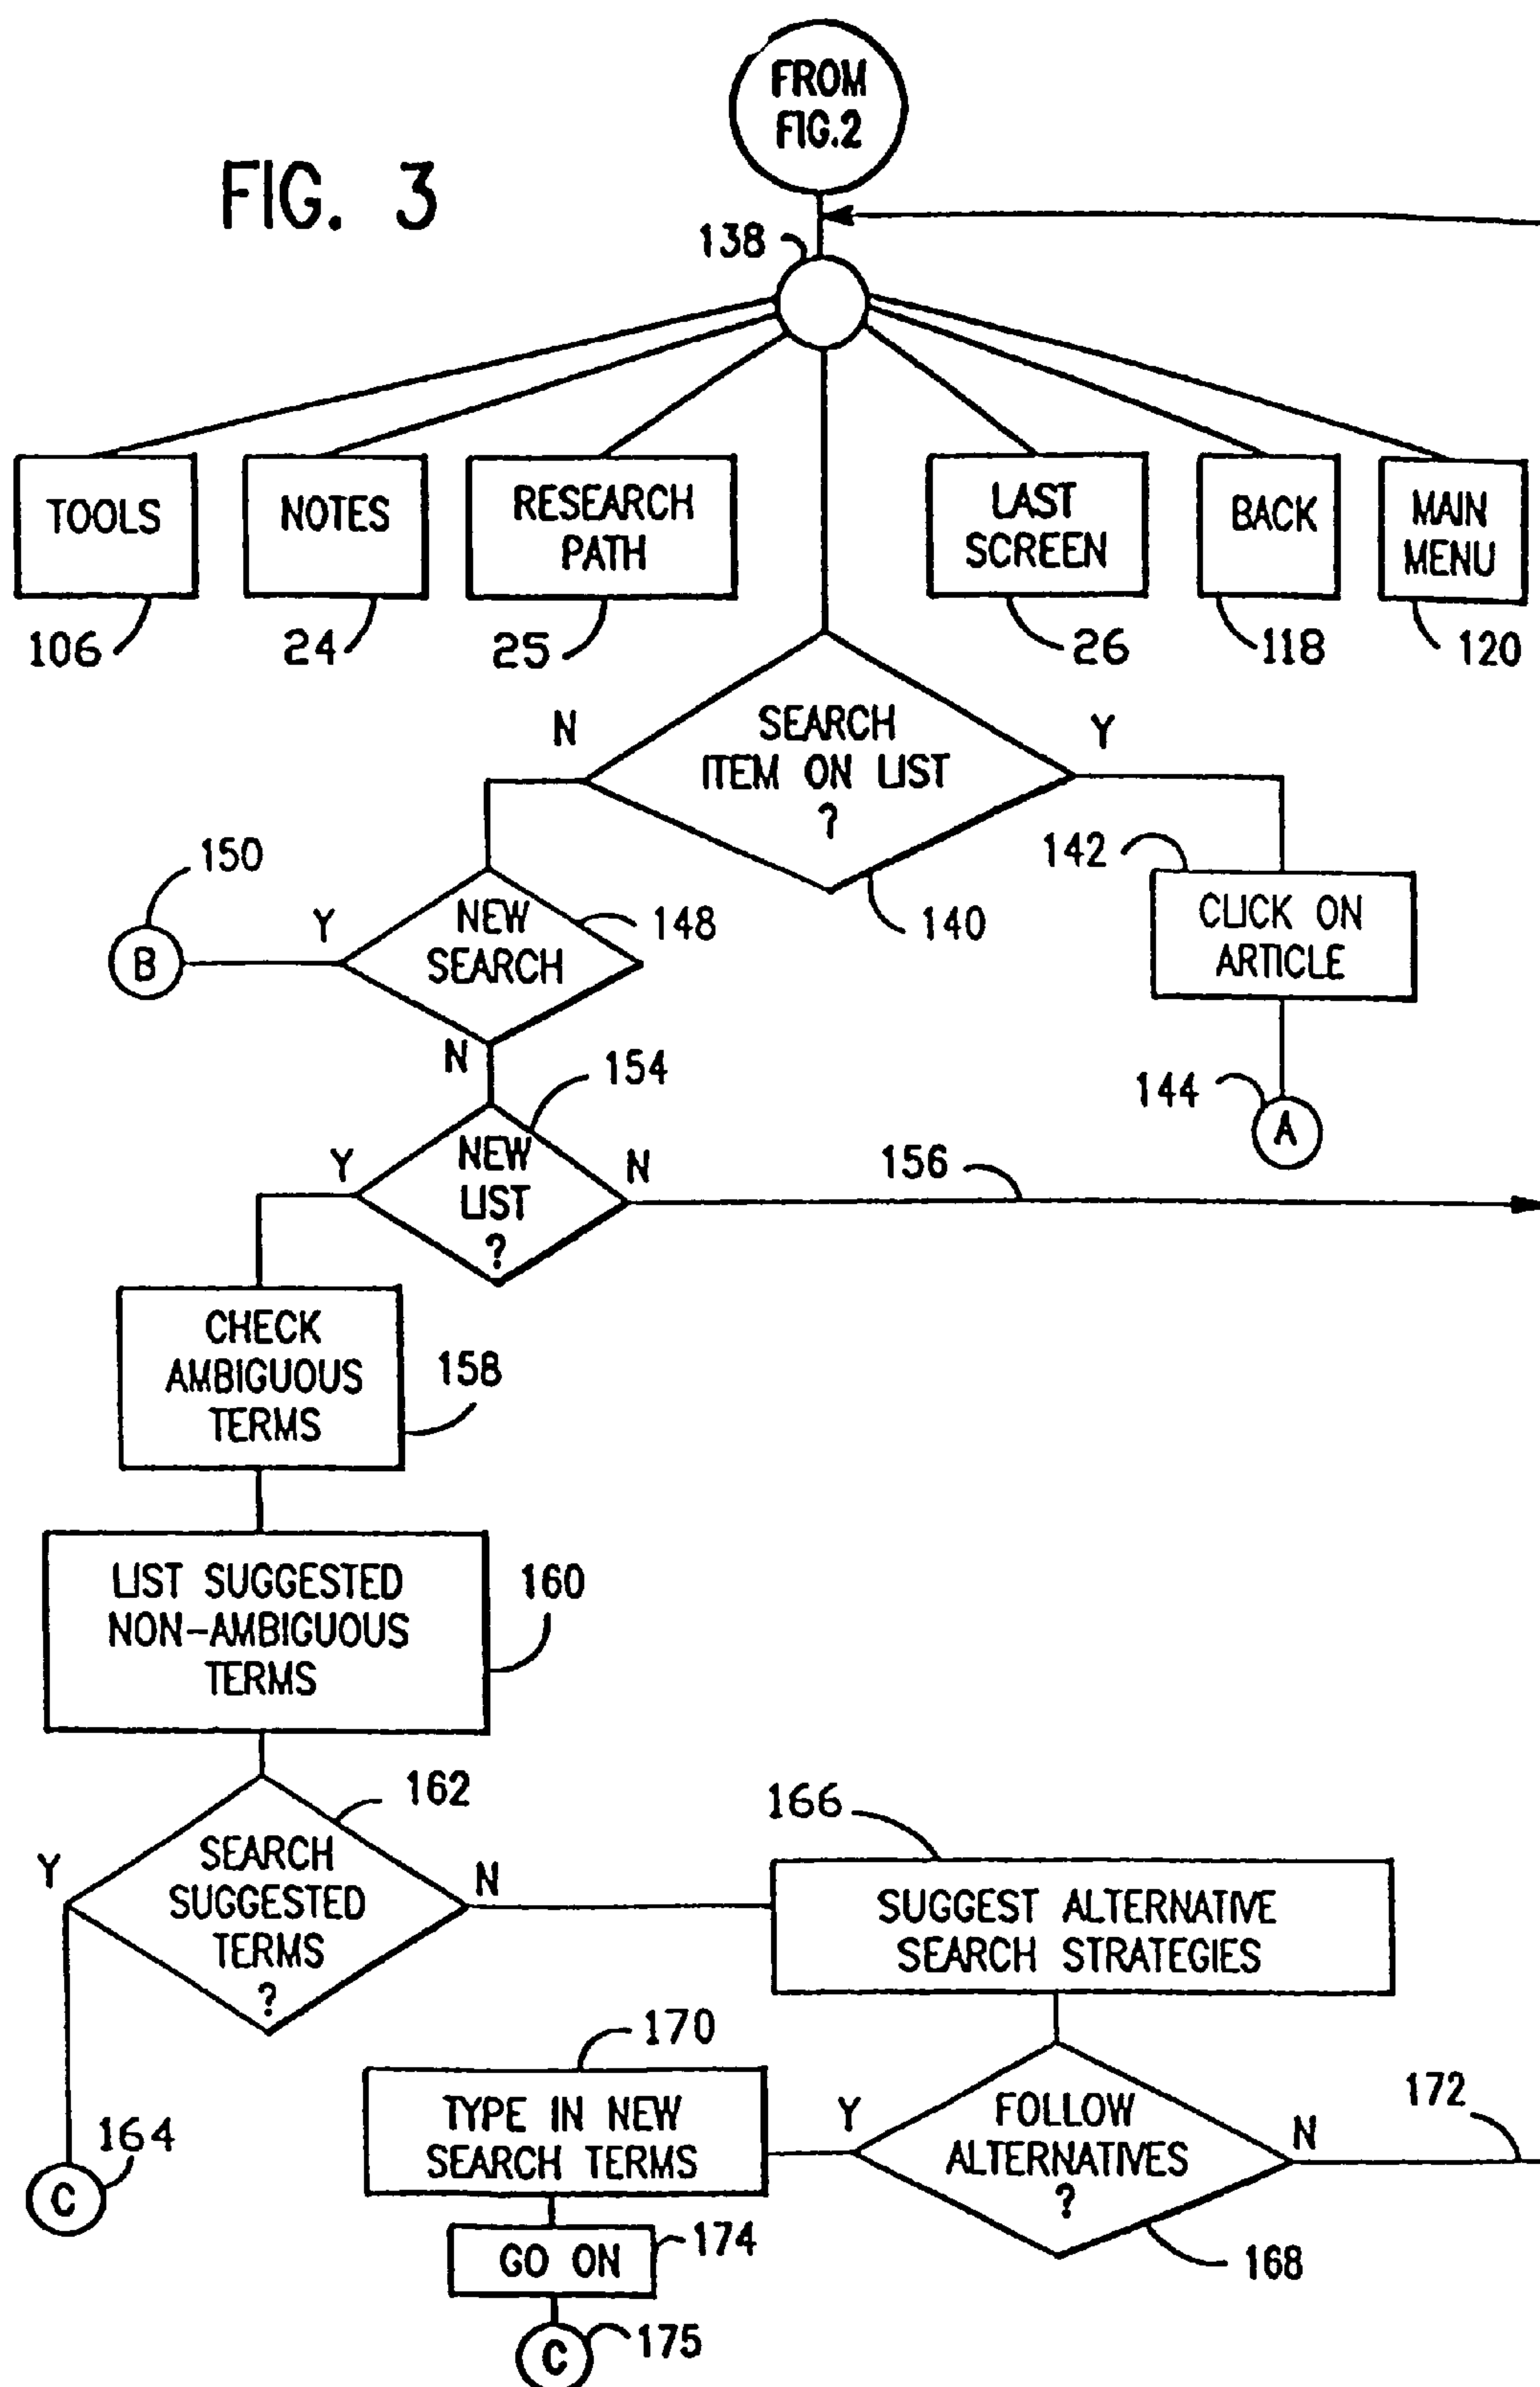 FROM
FIG.2
FIG. 3
138
TOOLS
NOTES
RESEARCH
PATH
LAST
SCREEN
BACK
MAIN
MENU
106
24
25
26
118
120
N
SEARCH
ITEM ON LIST
?
Y
140
142
CLICK ON
ARTICLE
144
A
150
B
Y
NEW
SEARCH
148
N
154
Y
NEW
LIST
?
N
156
CHECK
AMBIGUOUS
TERMS
158
LIST SUGGESTED
NON-AMBIGUOUS
TERMS
160
162
Y
SEARCH
SUGGESTED
TERMS
?
N
164
C
166
SUGGEST ALTERNATIVE
SEARCH STRATEGIES
170
TYPE IN NEW
SEARCH TERMS
Y
FOLLOW
ALTERNATIVES
?
N
172
168
GO ON
174
C
175